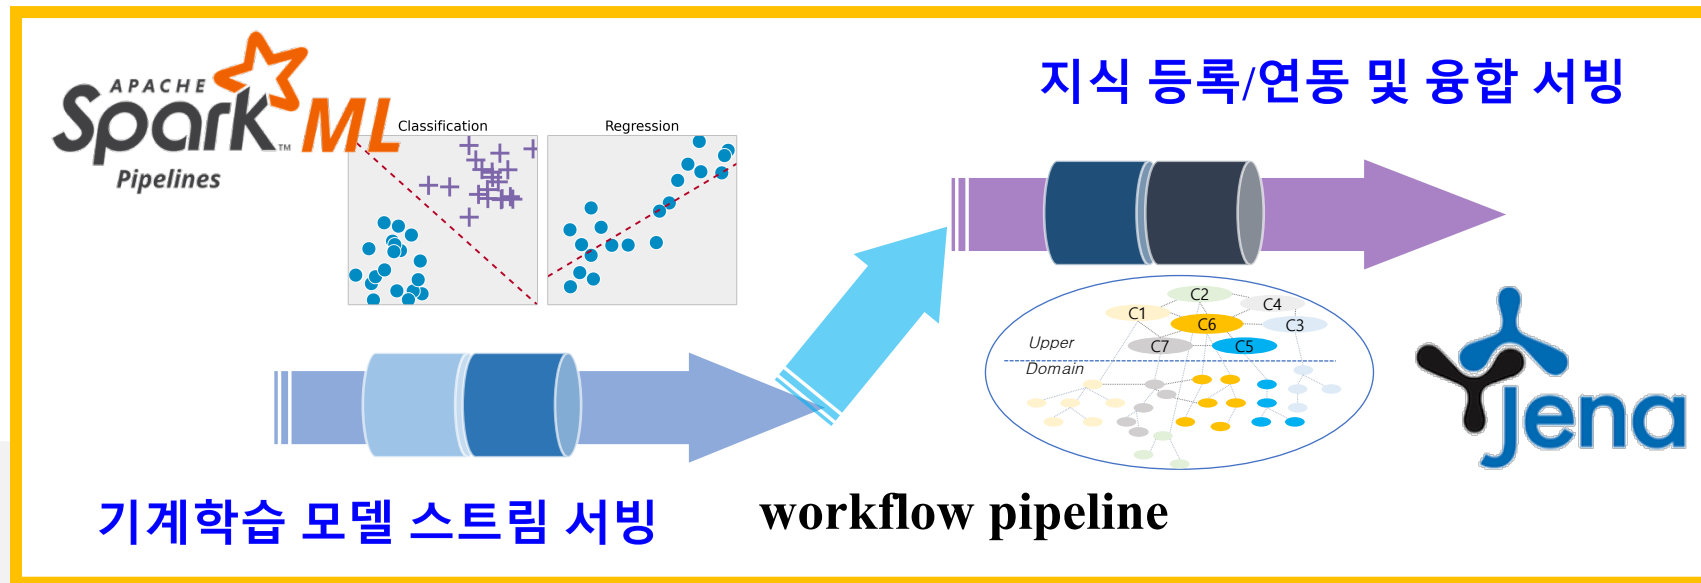 APACHE
Spark ML
TM
Pipelines
Classification
Regression
지식 등록/연동 및 융합 서빙
C2
C4
C1
C6
C3
C7
C5
Upper
Domain
Jena
기계학습 모델 스트림 서빙
workflow pipeline